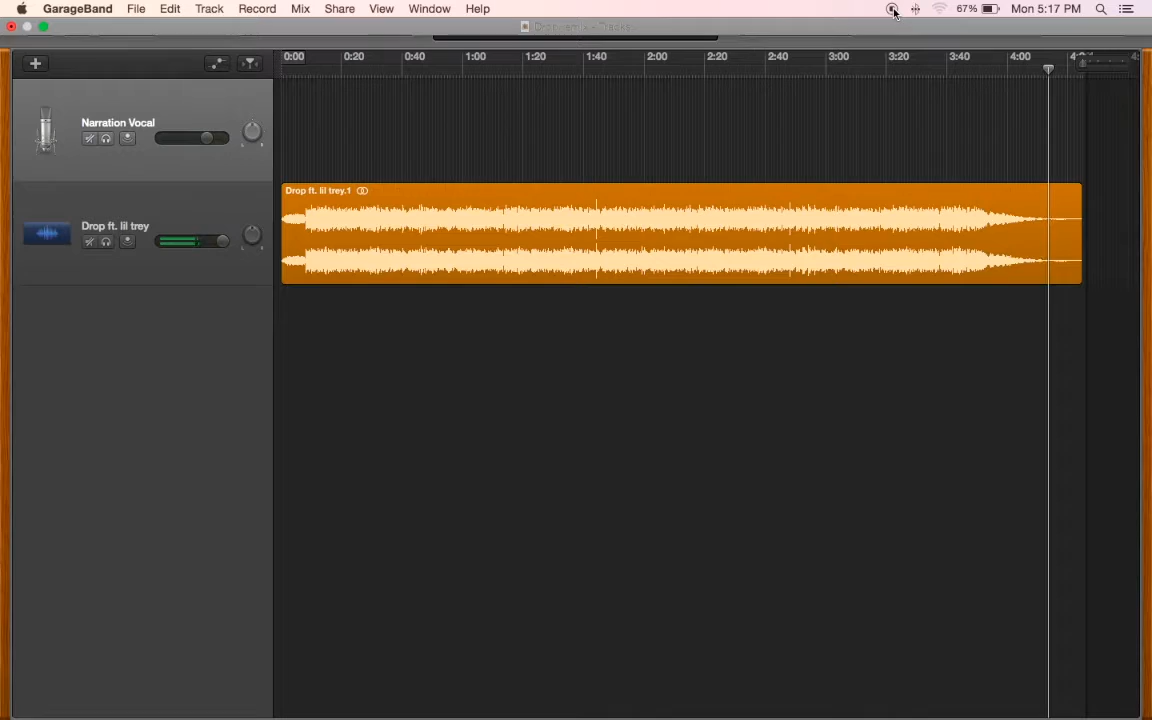 GarageBand File Edit Track Record Mix Share View Window Help 67% Mon 5:17 PM
0:00 0:20 0:40 1:00 1:20 1:40 2:00 2:20 2:40 3:00 3:20 3:40 4:00
Narration Vocal
Drop ft. lil trey.1
Drop ft. lil trey